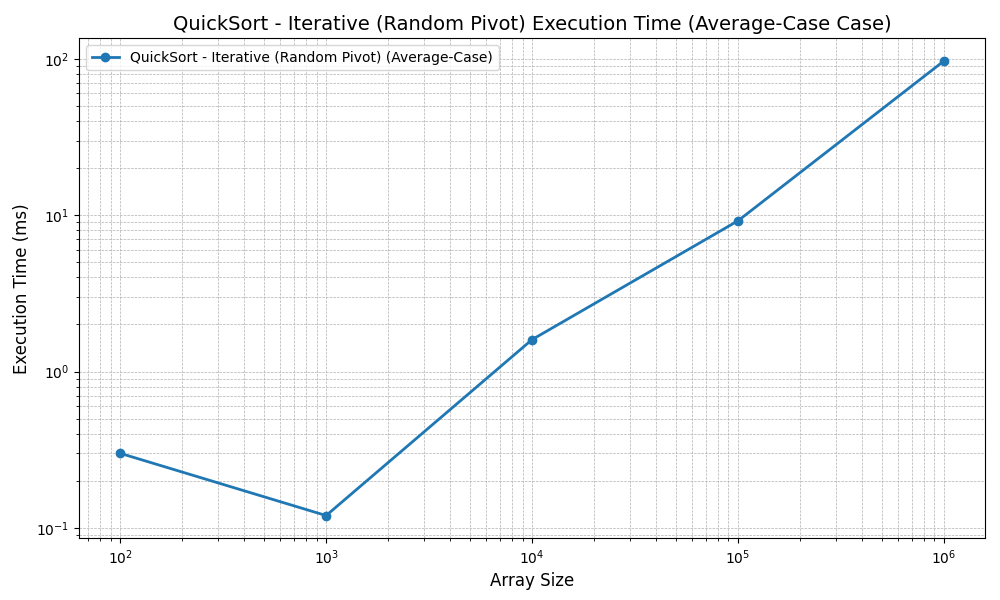 QuickSort - Iterative (Random Pivot) Execution Time (Average-Case Case)
QuickSort - Iterative (Random Pivot) (Average-Case)
Execution Time (ms)
10²
10¹
10⁰
10⁻¹
10² 10³ 10⁴ 10⁵ 10⁶
Array Size